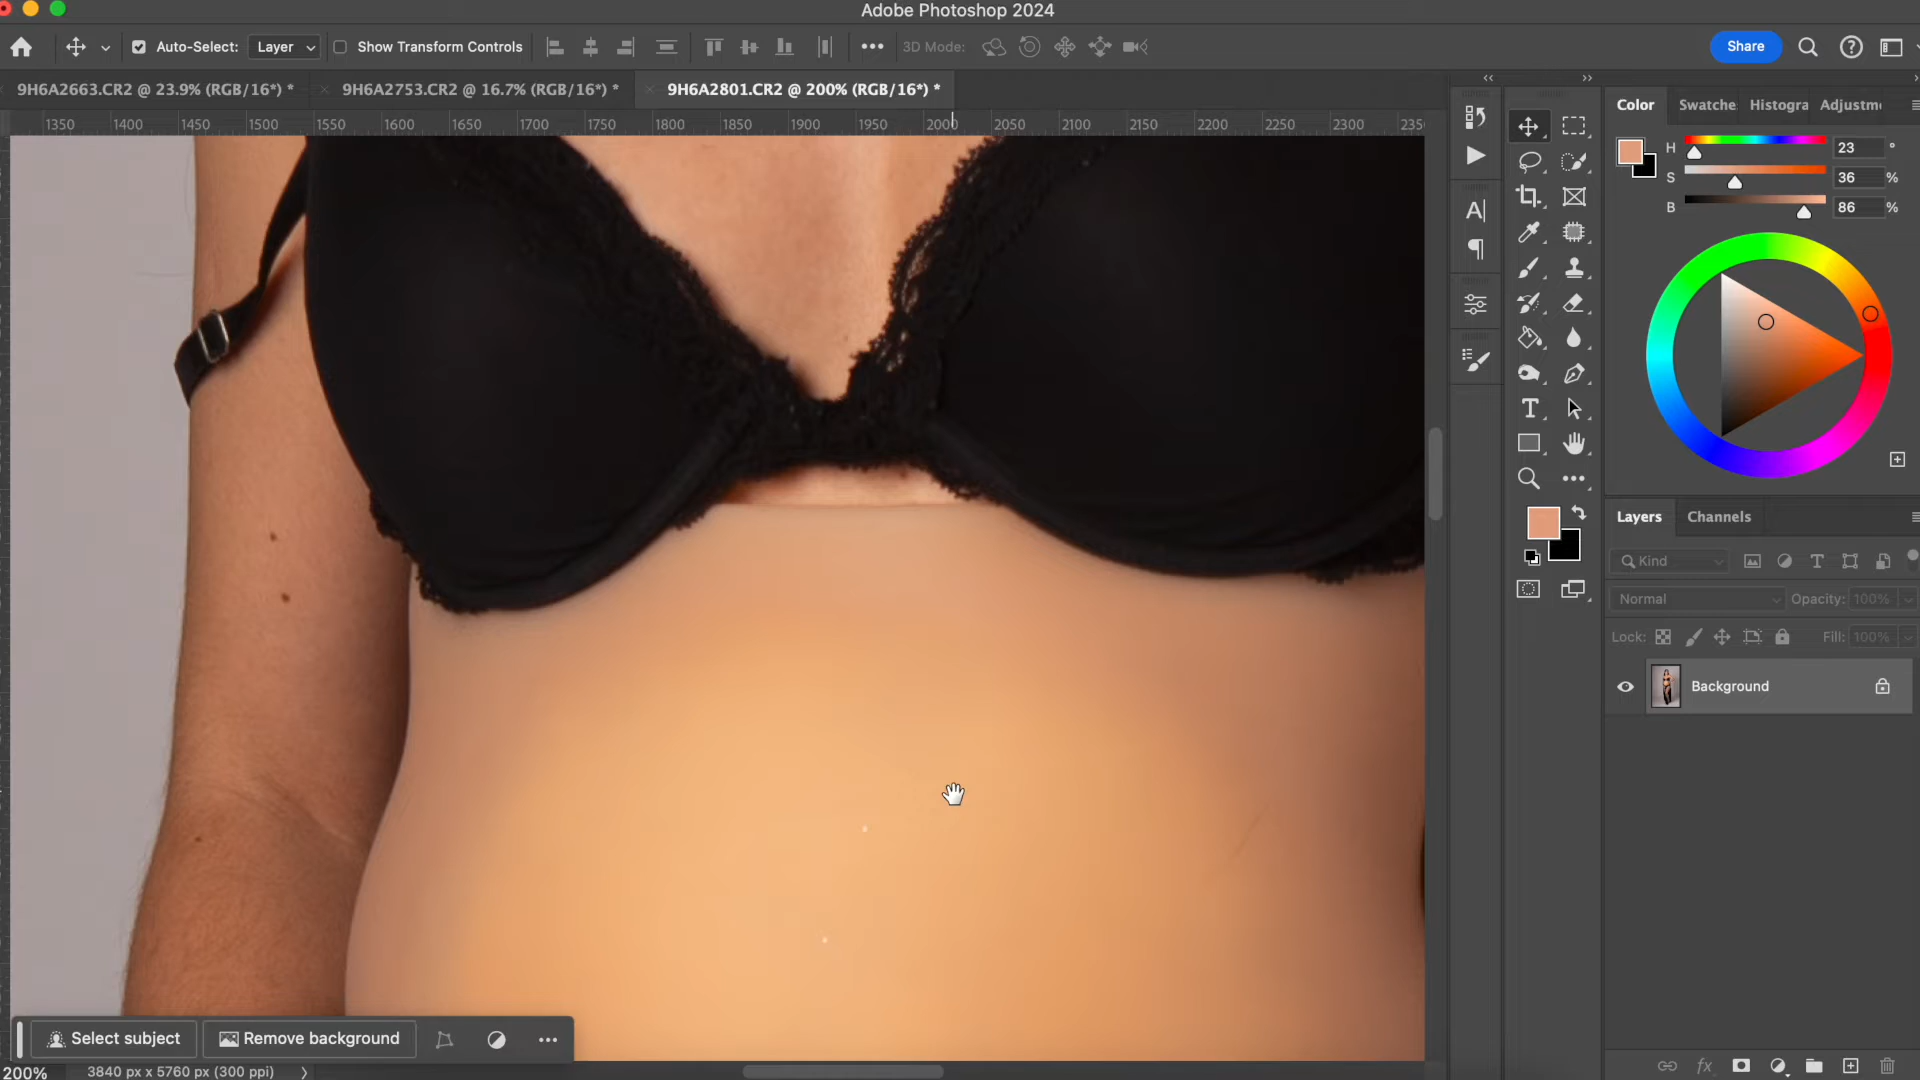 Adobe Photoshop 2024
Auto-Select: Layer Show Transform Controls 3D Mode: Share
9H6A2663.CR2 @ 23.9% (RGB/16*) * 9H6A2753.CR2 @ 16.7% (RGB/16*) * 9H6A2801.CR2 @ 200% (RGB/16*) *
1350 1400 1450 1500 1550 1600 1650 1700 1750 1800 1850 1900 1950 2000 2050 2100 2150 2200 2250 2300 235
Color Swatche Histogra Adjustm
H 23 °
S 36 %
B 86 %
Layers Channels
Kind
Normal Opacity: 100%
Lock: Fill: 100%
Background
Select subject Remove background
200% 3840 px x 5760 px (300 ppi)